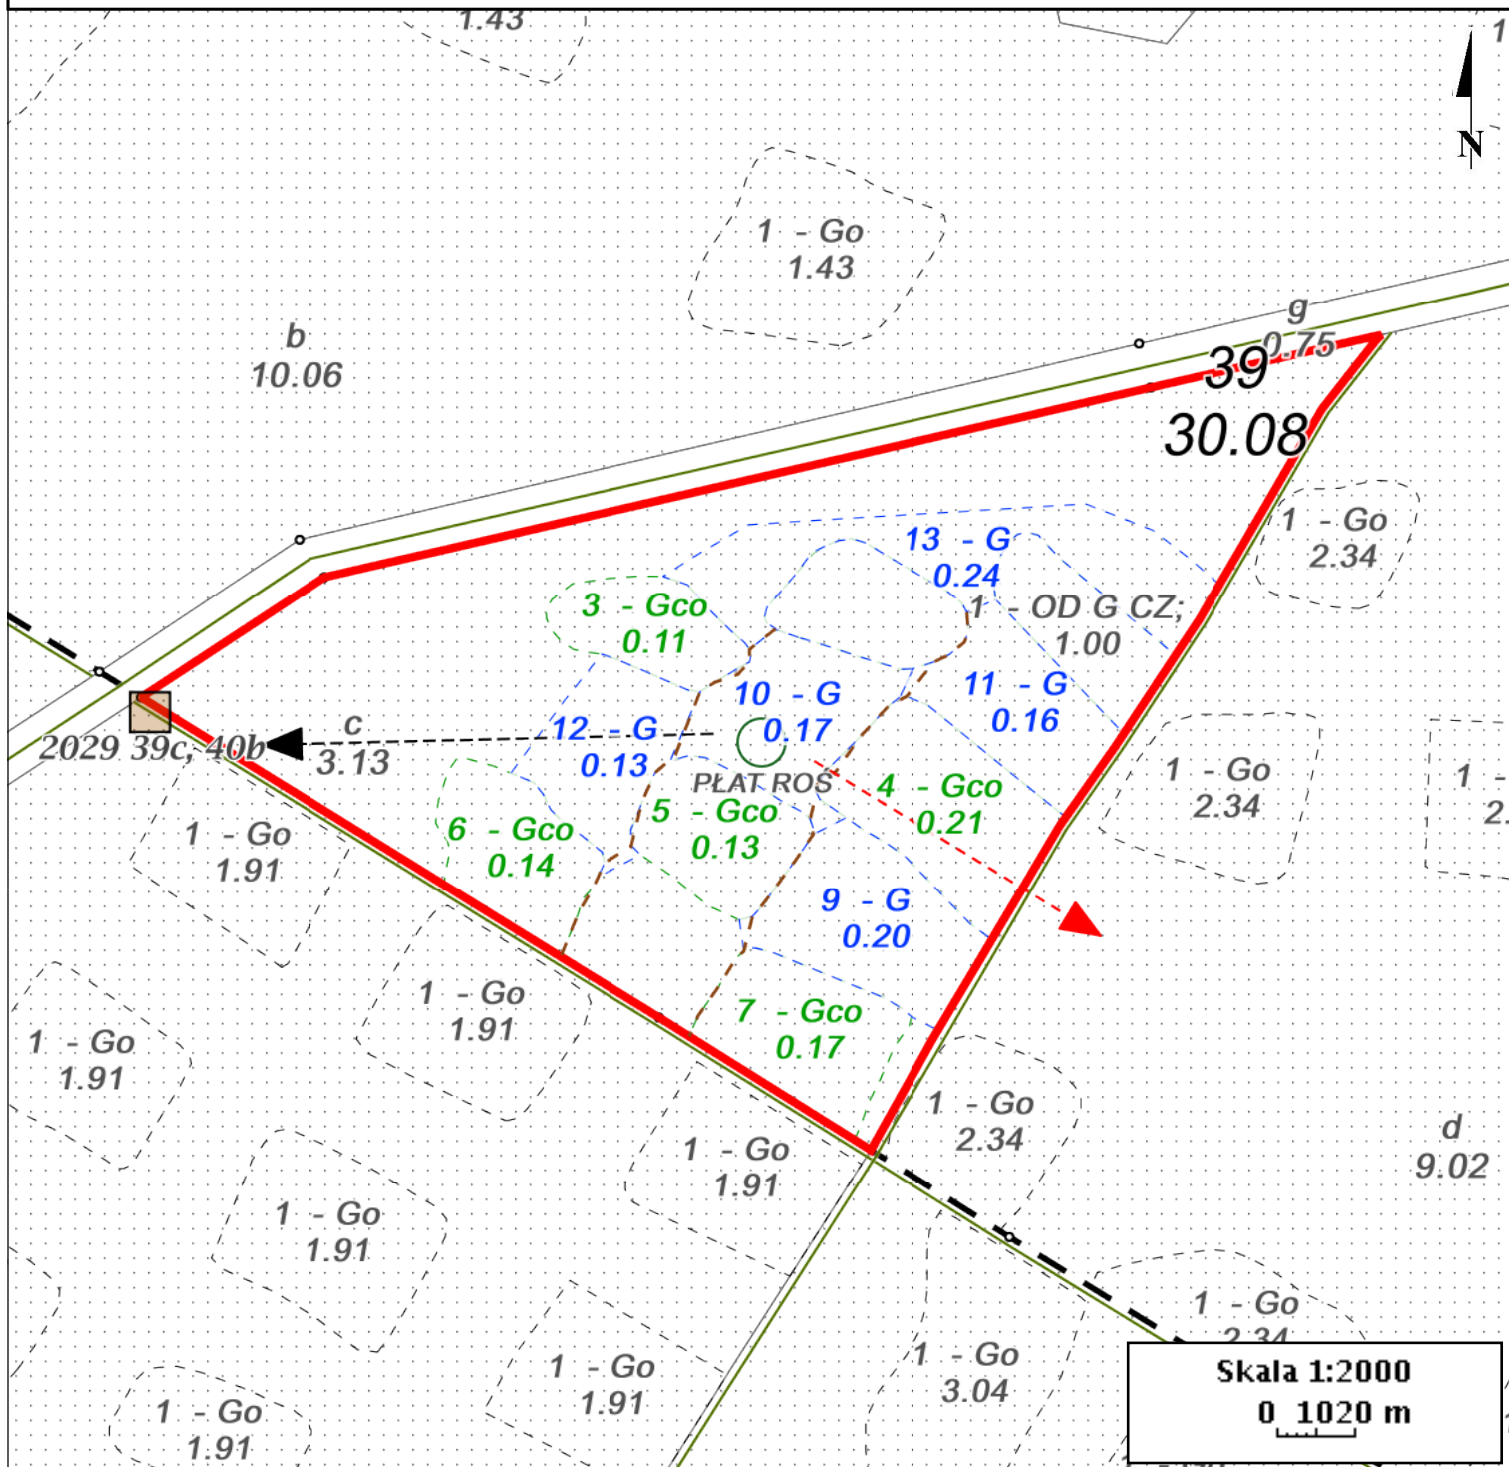 1.43
1
N
1 - Go
1.43
b
10.06
g
0.75
39
30.08
1 - Go
2.34
13 - G
0.24
3 - Gco
0.11
1 - OD G CZ;
1.00
10 - G
0.17
11 - G
0.16
12 - G
0.13
c
3.13
2029 39c, 40b
PŁAT ROŚ
4 - Gco
0.21
5 - Gco
0.13
6 - Gco
0.14
1 - Go
2.34
1 -
2.
1 - Go
1.91
9 - G
0.20
7 - Gco
0.17
1 - Go
1.91
1 - Go
1.91
1 - Go
2.34
d
9.02
1 - Go
1.91
1 - Go
1.91
1 - Go
2.34
1 - Go
3.04
1 - Go
1.91
1 - Go
1.91
Skala 1:2000
0 1020 m